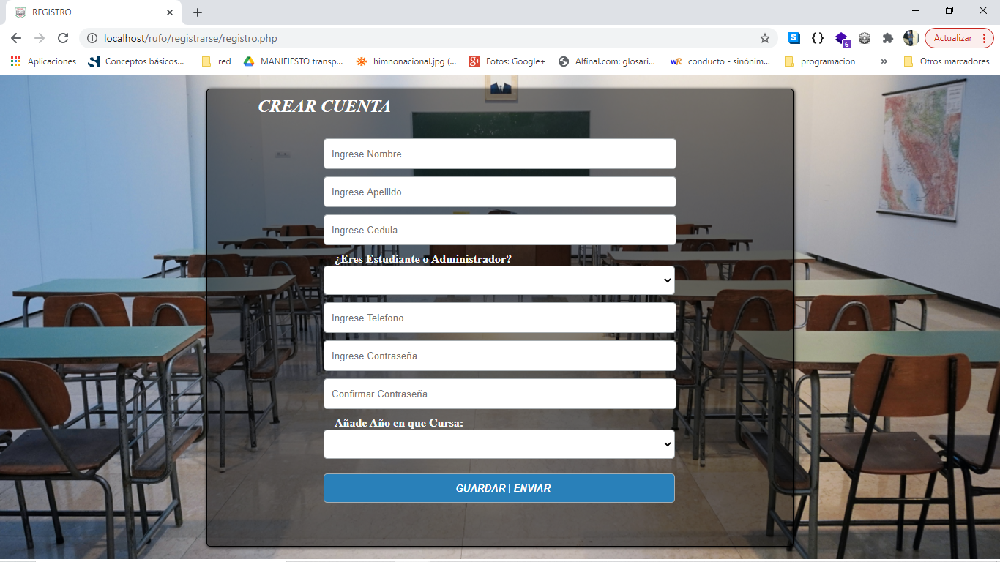 REGISTRO
localhost/rufo/registrarse/registro.php
6
Actualizar
Aplicaciones
Conceptos básicos...
red
MANIFIESTO transp...
himnonacional.jpg (...
Fotos: Google+
Alfinal.com: glosari...
wR conducto - sinónim...
programacion
»
Otros marcadores
CREAR CUENTA
Ingrese Nombre
Ingrese Apellido
Ingrese Cedula
¿Eres Estudiante o Administrador?
Ingrese Telefono
Ingrese Contraseña
Confirmar Contraseña
Añade Año en que Cursa:
GUARDAR | ENVIAR